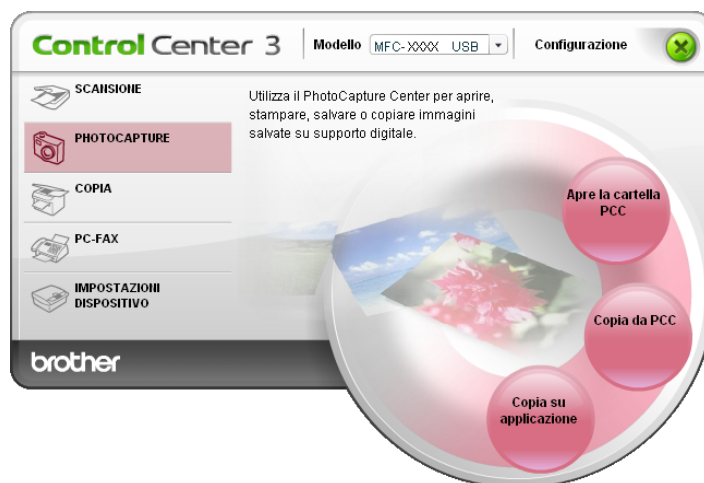 Control Center 3
Modello
MFC-XXXX USB
Configurazione
SCANSIONE
PHOTOCAPTURE
COPIA
PC-FAX
IMPOSTAZIONI
DISPOSITIVO
Utilizza il PhotoCapture Center per aprire,
stampare, salvare o copiare immagini
salvate su supporto digitale.
Apre la cartella
PCC
Copia da PCC
Copia su
applicazione
brother